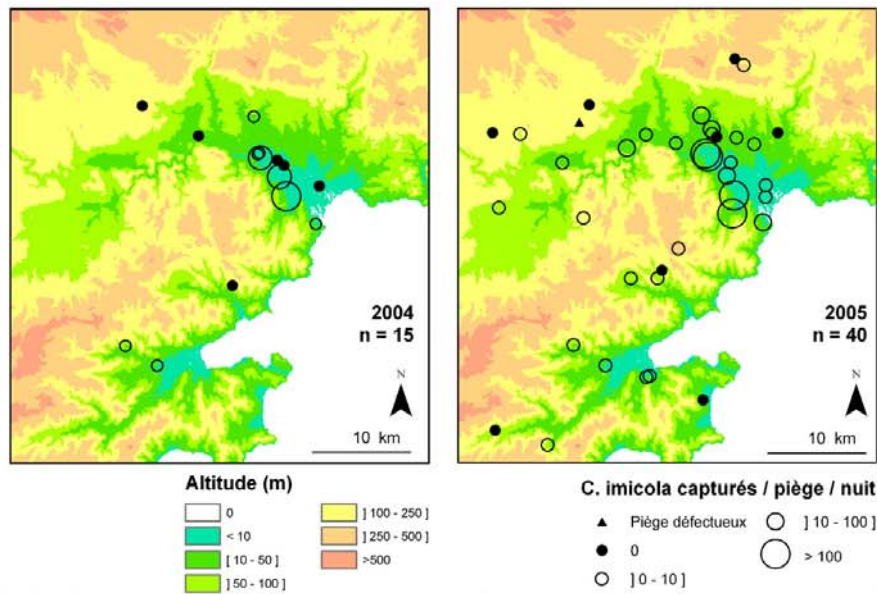 2004
n = 15
N
10 km
2005
n = 40
N
10 km
Altitude (m)
0
< 10
[ 10 - 50 ]
] 50 - 100 ]
] 100 - 250 ]
] 250 - 500 ]
>500
C. imicola capturés / piège / nuit
Piège défectueux
0
] 0 - 10 ]
] 10 - 100 ]
> 100